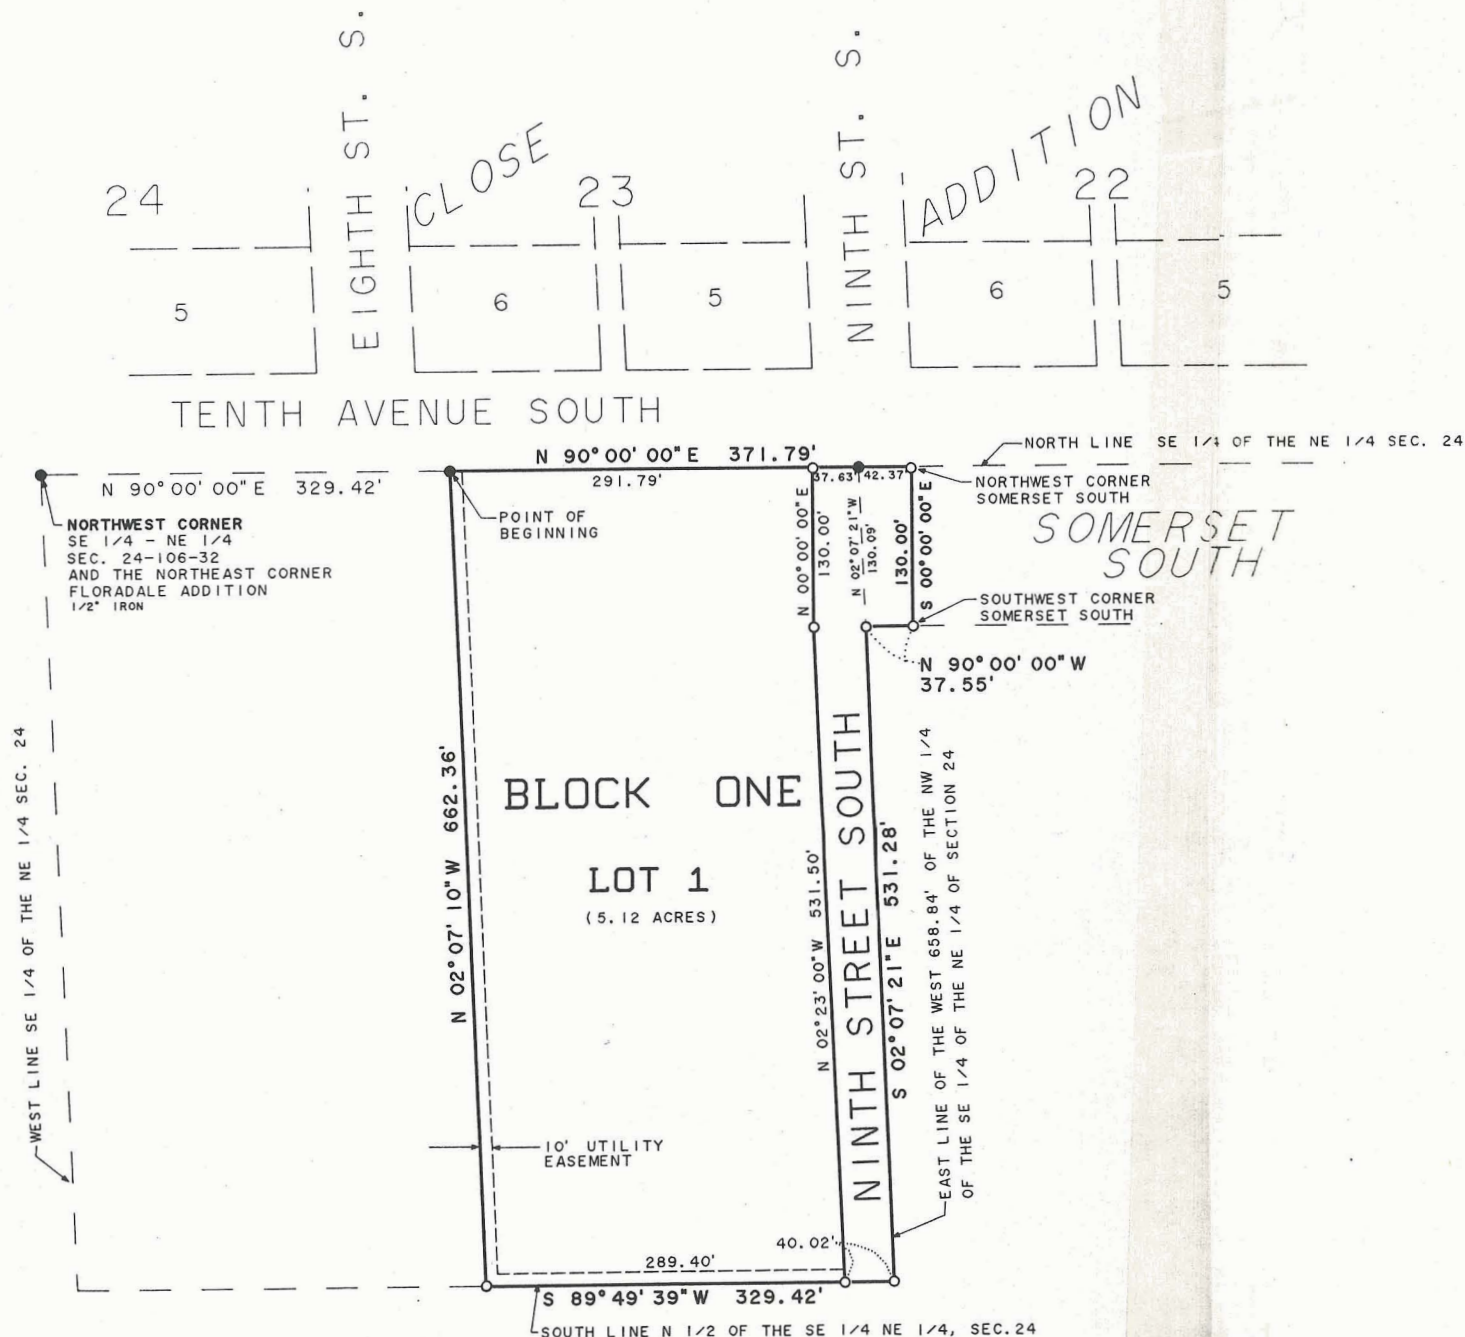 EIGHTH ST. S.
NINTH ST. S.
CLOSE
ADDITION
24
23
22
5
6
5
6
5
TENTH AVENUE SOUTH
N 90°00'00"E 371.79'
NORTH LINE SE 1/4 OF THE NE 1/4 SEC. 24
N 90°00'00"E 329.42'
291.79'
37.63'
42.37'
NORTHWEST CORNER
SOMERSET SOUTH
NORTHWEST CORNER
SE 1/4 - NE 1/4
SEC. 24-106-32
AND THE NORTHEAST CORNER
FLORADALE ADDITION
1/2" IRON
POINT OF
BEGINNING
N 00°00'00"E
130.00'
N 02°07'21"W
130.09'
130.00'
S 00°00'00"E
SOMERSET
SOUTH
SOUTHWEST CORNER
SOMERSET SOUTH
N 90°00'00"W
37.55'
WEST LINE SE 1/4 OF THE NE 1/4 SEC. 24
N 02°07'10"W 662.36'
BLOCK ONE
LOT 1
(5.12 ACRES)
N 02°23'00"W 531.50'
NINTH STREET SOUTH
S 02°07'21"E 531.28'
EAST LINE OF THE WEST 658.84' OF THE NW 1/4
OF THE SE 1/4 OF THE NE 1/4 OF SECTION 24
10' UTILITY
EASEMENT
40.02'
289.40'
S 89°49'39"W 329.42'
SOUTH LINE N 1/2 OF THE SE 1/4 NE 1/4, SEC.24